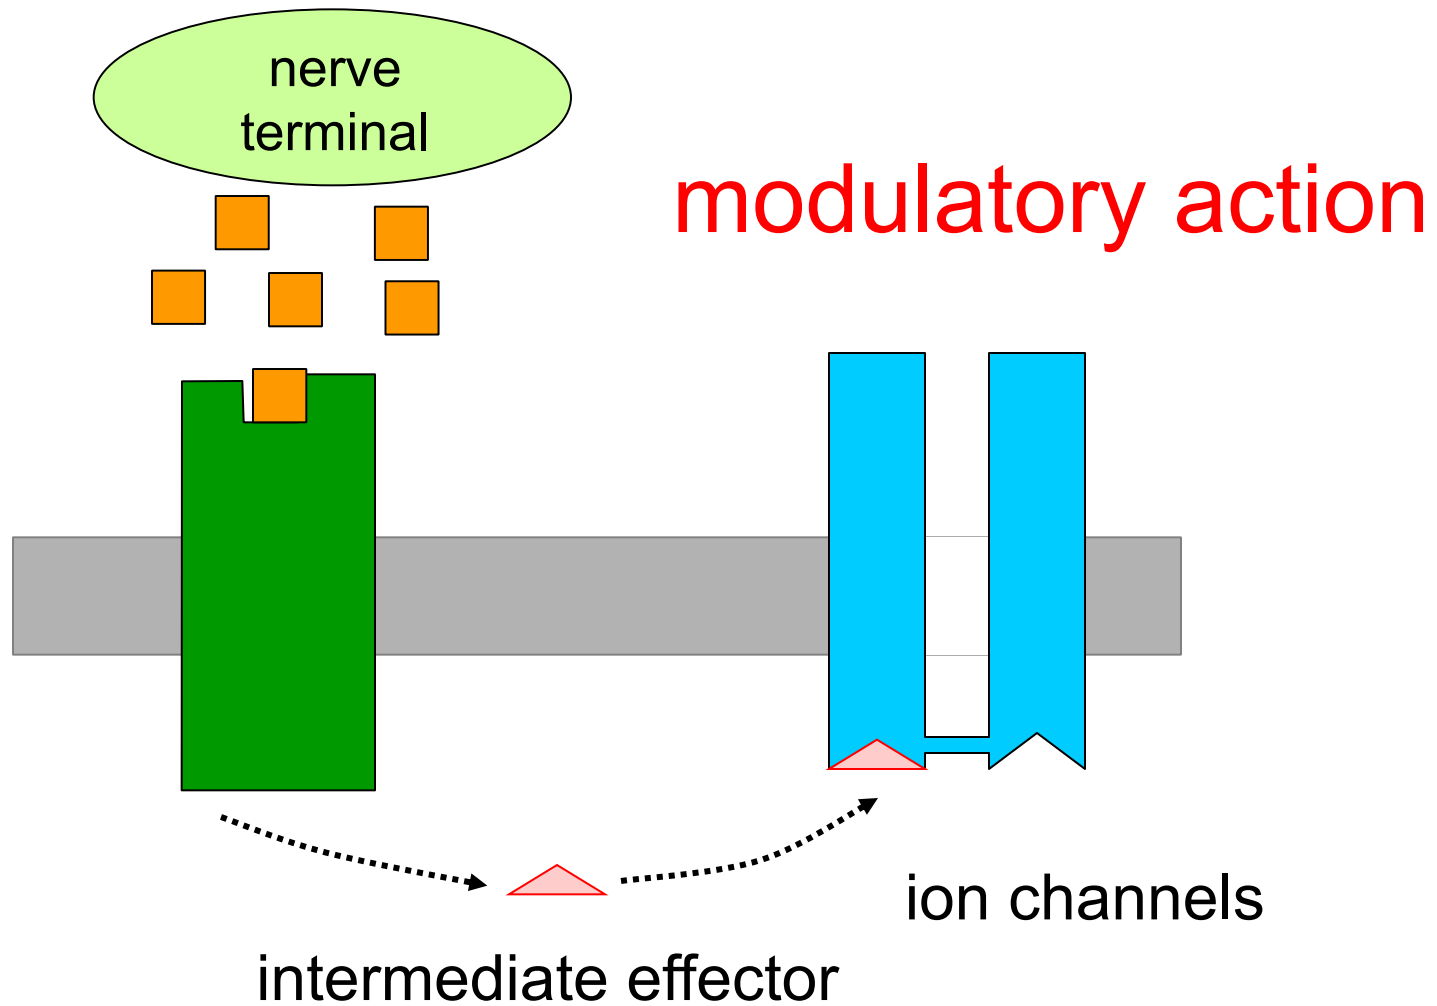 nerve
terminal
modulatory action
ion channels
intermediate effector